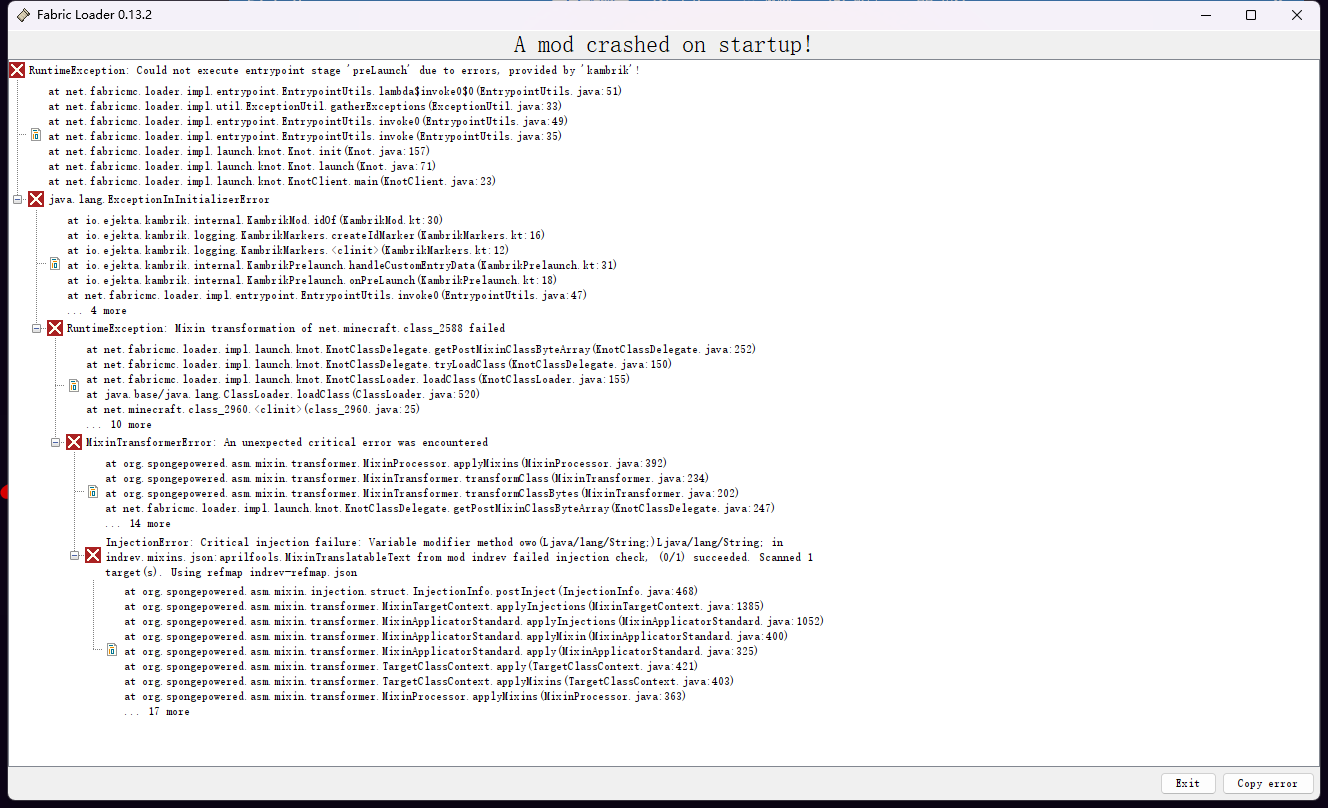 Fabric Loader 0.13.2
A mod crashed on startup!
RuntimeException: Could not execute entrypoint stage 'preLaunch' due to errors, provided by 'kambrik'!
at net.fabricmc.loader.impl.entrypoint.EntrypointUtils.lambda$invoke0$0(EntrypointUtils.java:51)
at net.fabricmc.loader.impl.util.ExceptionUtil.gatherExceptions(ExceptionUtil.java:33)
at net.fabricmc.loader.impl.entrypoint.EntrypointUtils.invoke0(EntrypointUtils.java:49)
at net.fabricmc.loader.impl.entrypoint.EntrypointUtils.invoke(EntrypointUtils.java:35)
at net.fabricmc.loader.impl.launch.knot.Knot.init(Knot.java:157)
at net.fabricmc.loader.impl.launch.knot.Knot.launch(Knot.java:71)
at net.fabricmc.loader.impl.launch.knot.KnotClient.main(KnotClient.java:23)
java.lang.ExceptionInInitializerError
at io.ejekta.kambrik.internal.KambrikMod.idOf(KambrikMod.kt:30)
at io.ejekta.kambrik.logging.KambrikMarkers.createIdMarker(KambrikMarkers.kt:16)
at io.ejekta.kambrik.logging.KambrikMarkers.<clinit>(KambrikMarkers.kt:12)
at io.ejekta.kambrik.internal.KambrikPrelaunch.handleCustomEntryData(KambrikPrelaunch.kt:31)
at io.ejekta.kambrik.internal.KambrikPrelaunch.onPreLaunch(KambrikPrelaunch.kt:18)
at net.fabricmc.loader.impl.entrypoint.EntrypointUtils.invoke0(EntrypointUtils.java:47)
... 4 more
RuntimeException: Mixin transformation of net.minecraft.class_2588 failed
at net.fabricmc.loader.impl.launch.knot.KnotClassDelegate.getPostMixinClassByteArray(KnotClassDelegate.java:252)
at net.fabricmc.loader.impl.launch.knot.KnotClassDelegate.tryLoadClass(KnotClassDelegate.java:150)
at net.fabricmc.loader.impl.launch.knot.KnotClassLoader.loadClass(KnotClassLoader.java:155)
at java.base/java.lang.ClassLoader.loadClass(ClassLoader.java:520)
at net.minecraft.class_2960.<clinit>(class_2960.java:25)
... 10 more
MixinTransformerError: An unexpected critical error was encountered
at org.spongepowered.asm.mixin.transformer.MixinProcessor.applyMixins(MixinProcessor.java:392)
at org.spongepowered.asm.mixin.transformer.MixinTransformer.transformClass(MixinTransformer.java:234)
at org.spongepowered.asm.mixin.transformer.MixinTransformer.transformClassBytes(MixinTransformer.java:202)
at net.fabricmc.loader.impl.launch.knot.KnotClassDelegate.getPostMixinClassByteArray(KnotClassDelegate.java:247)
... 14 more
InjectionError: Critical injection failure: Variable modifier method owo(Ljava/lang/String;)Ljava/lang/String; in
indrev.mixins.json:aprilfools.MixinTranslatableText from mod indrev failed injection check, (0/1) succeeded. Scanned 1
target(s). Using refmap indrev-refmap.json
at org.spongepowered.asm.mixin.injection.struct.InjectionInfo.postInject(InjectionInfo.java:468)
at org.spongepowered.asm.mixin.transformer.MixinTargetContext.applyInjections(MixinTargetContext.java:1385)
at org.spongepowered.asm.mixin.transformer.MixinApplicatorStandard.applyInjections(MixinApplicatorStandard.java:1052)
at org.spongepowered.asm.mixin.transformer.MixinApplicatorStandard.applyMixin(MixinApplicatorStandard.java:400)
at org.spongepowered.asm.mixin.transformer.MixinApplicatorStandard.apply(MixinApplicatorStandard.java:325)
at org.spongepowered.asm.mixin.transformer.TargetClassContext.apply(TargetClassContext.java:421)
at org.spongepowered.asm.mixin.transformer.TargetClassContext.applyMixins(TargetClassContext.java:403)
at org.spongepowered.asm.mixin.transformer.MixinProcessor.applyMixins(MixinProcessor.java:363)
... 17 more
Exit
Copy error